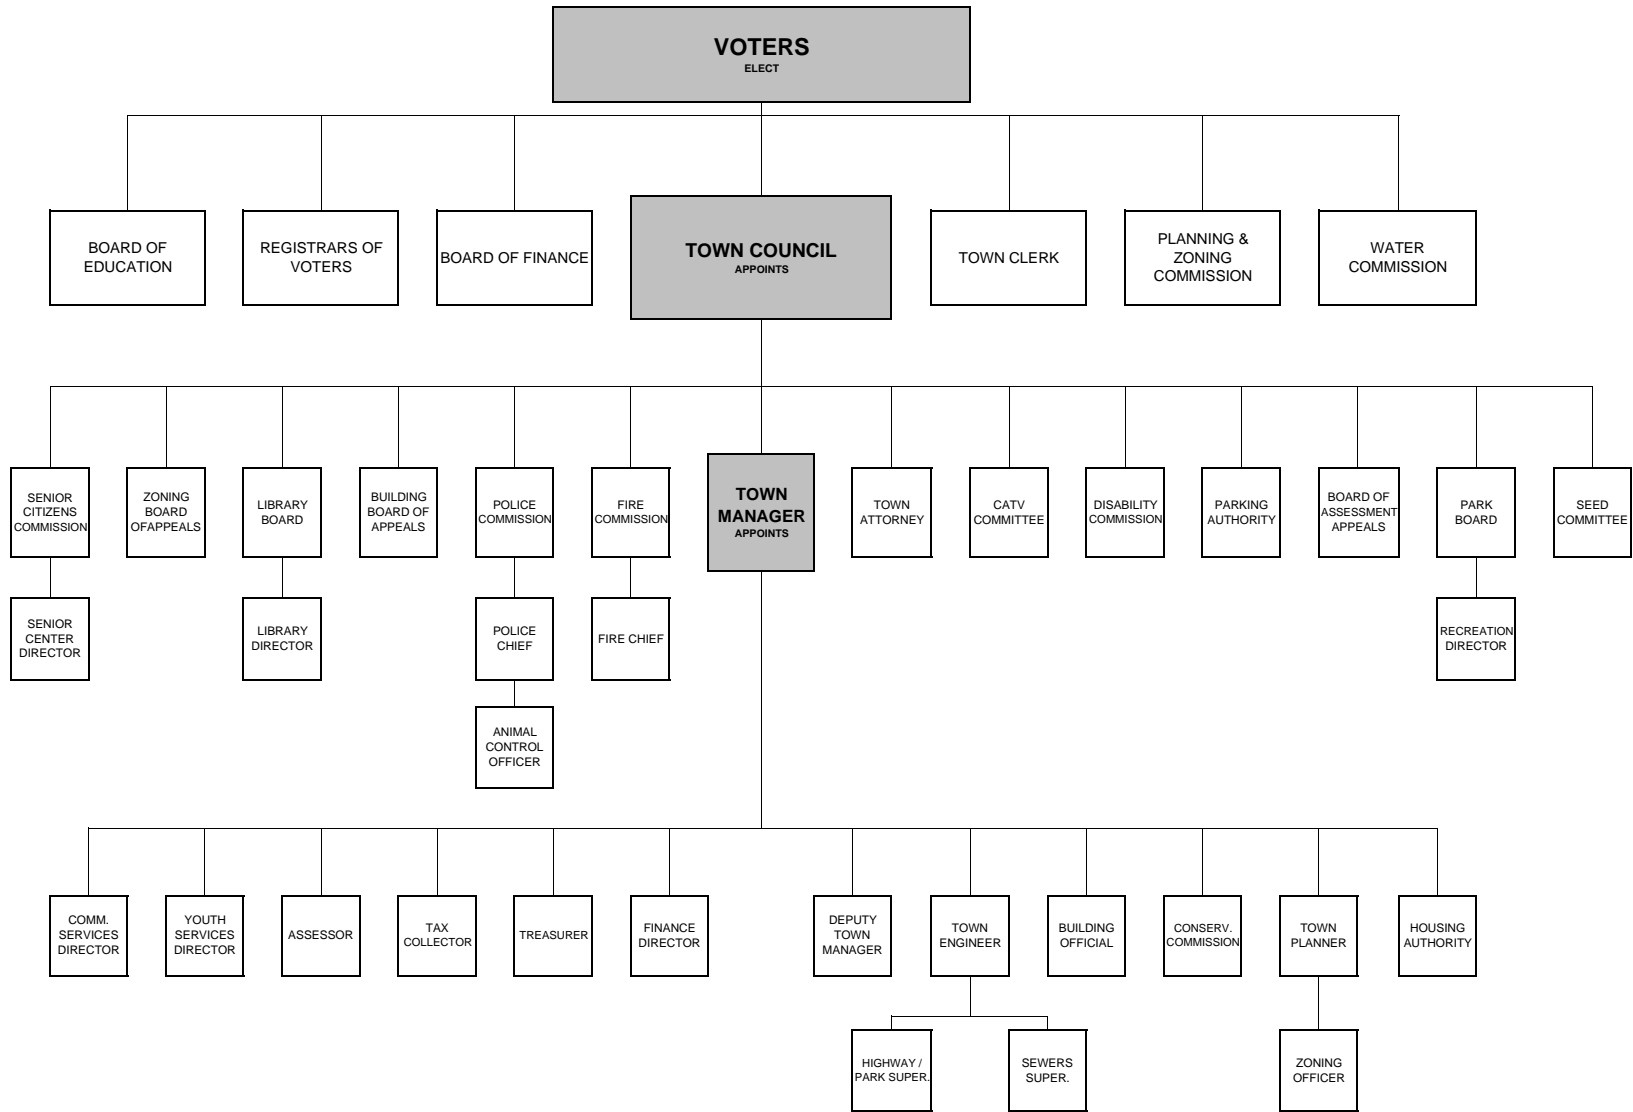 VOTERS
ELECT
BOARD OF
EDUCATION
REGISTRARS OF
VOTERS
BOARD OF FINANCE
TOWN COUNCIL
APPOINTS
TOWN CLERK
PLANNING &
ZONING
COMMISSION
WATER
COMMISSION
SENIOR
CITIZENS
COMMISSION
ZONING
BOARD
OFAPPEALS
LIBRARY
BOARD
BUILDING
BOARD OF
APPEALS
POLICE
COMMISSION
FIRE
COMMISSION
TOWN
MANAGER
APPOINTS
TOWN
ATTORNEY
CATV
COMMITTEE
DISABILITY
COMMISSION
PARKING
AUTHORITY
BOARD OF
ASSESSMENT
APPEALS
PARK
BOARD
SEED
COMMITTEE
SENIOR
CENTER
DIRECTOR
LIBRARY
DIRECTOR
POLICE
CHIEF
FIRE CHIEF
RECREATION
DIRECTOR
ANIMAL
CONTROL
OFFICER
COMM.
SERVICES
DIRECTOR
YOUTH
SERVICES
DIRECTOR
ASSESSOR
TAX
COLLECTOR
TREASURER
FINANCE
DIRECTOR
DEPUTY
TOWN
MANAGER
TOWN
ENGINEER
BUILDING
OFFICIAL
CONSERV.
COMMISSION
TOWN
PLANNER
HOUSING
AUTHORITY
HIGHWAY /
PARK SUPER.
SEWERS
SUPER.
ZONING
OFFICER